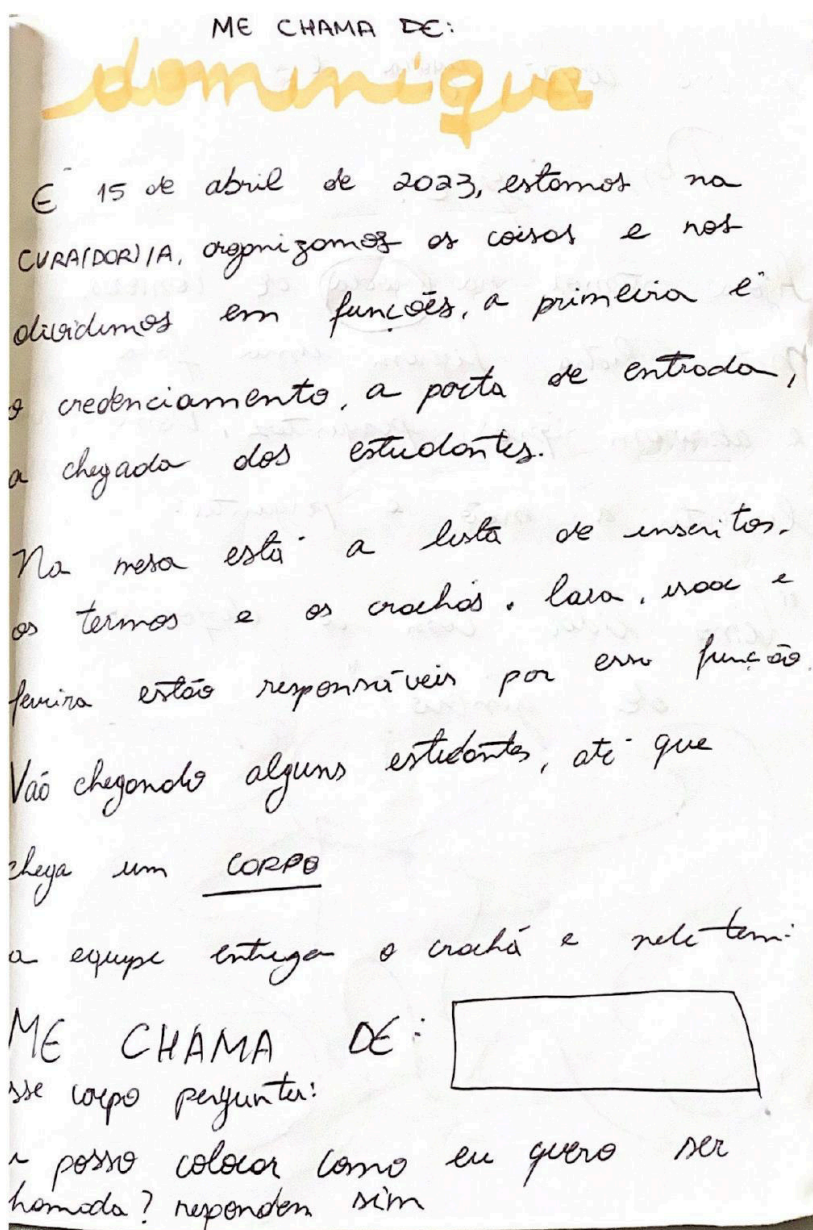 ME CHAMA DE:
dominique
É 15 de abril de 2023, estamos na
CURA(DOR)IA, organizamos as coisas e nos
dividimos em funções, a primeira é
o credenciamento, a porta de entrada,
a chegada dos estudantes.
Na mesa está a lista de inscritos,
os termos e os crachás. lara, isaac e
ferreira estão responsáveis por essa função.
Vão chegando alguns estudantes, até que
chega um CORPO
a equipe entrega o crachá e nele tem:
ME CHAMA DE:
sse corpo pergunta:
posso colocar como eu quero ser
hamada? respondem sim